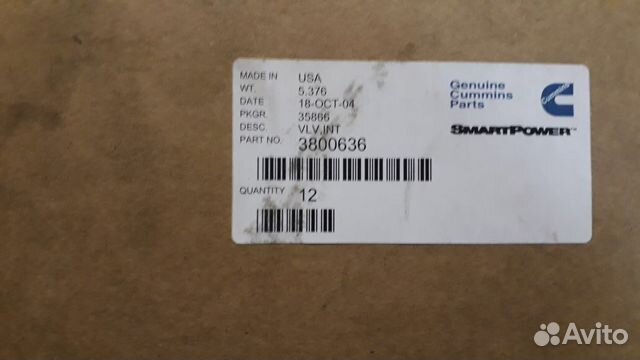 MADE IN USA
WT. 5.376
DATE 18-OCT-04
PKGR. 35866
DESC. VLV,INT
PART NO. 3800636
QUANTITY 12
Genuine
Cummins
Parts
SMARTPOWER™
Avito